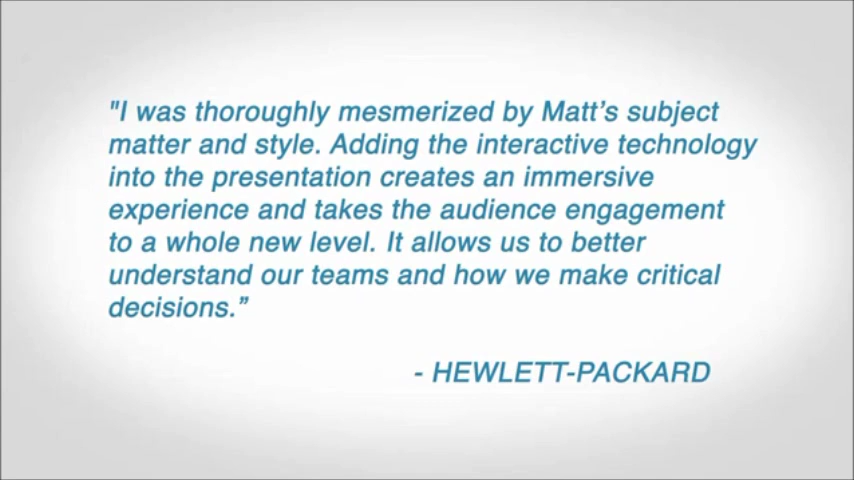 "I was thoroughly mesmerized by Matt’s subject
matter and style. Adding the interactive technology
into the presentation creates an immersive
experience and takes the audience engagement
to a whole new level. It allows us to better
understand our teams and how we make critical
decisions.”
- HEWLETT-PACKARD